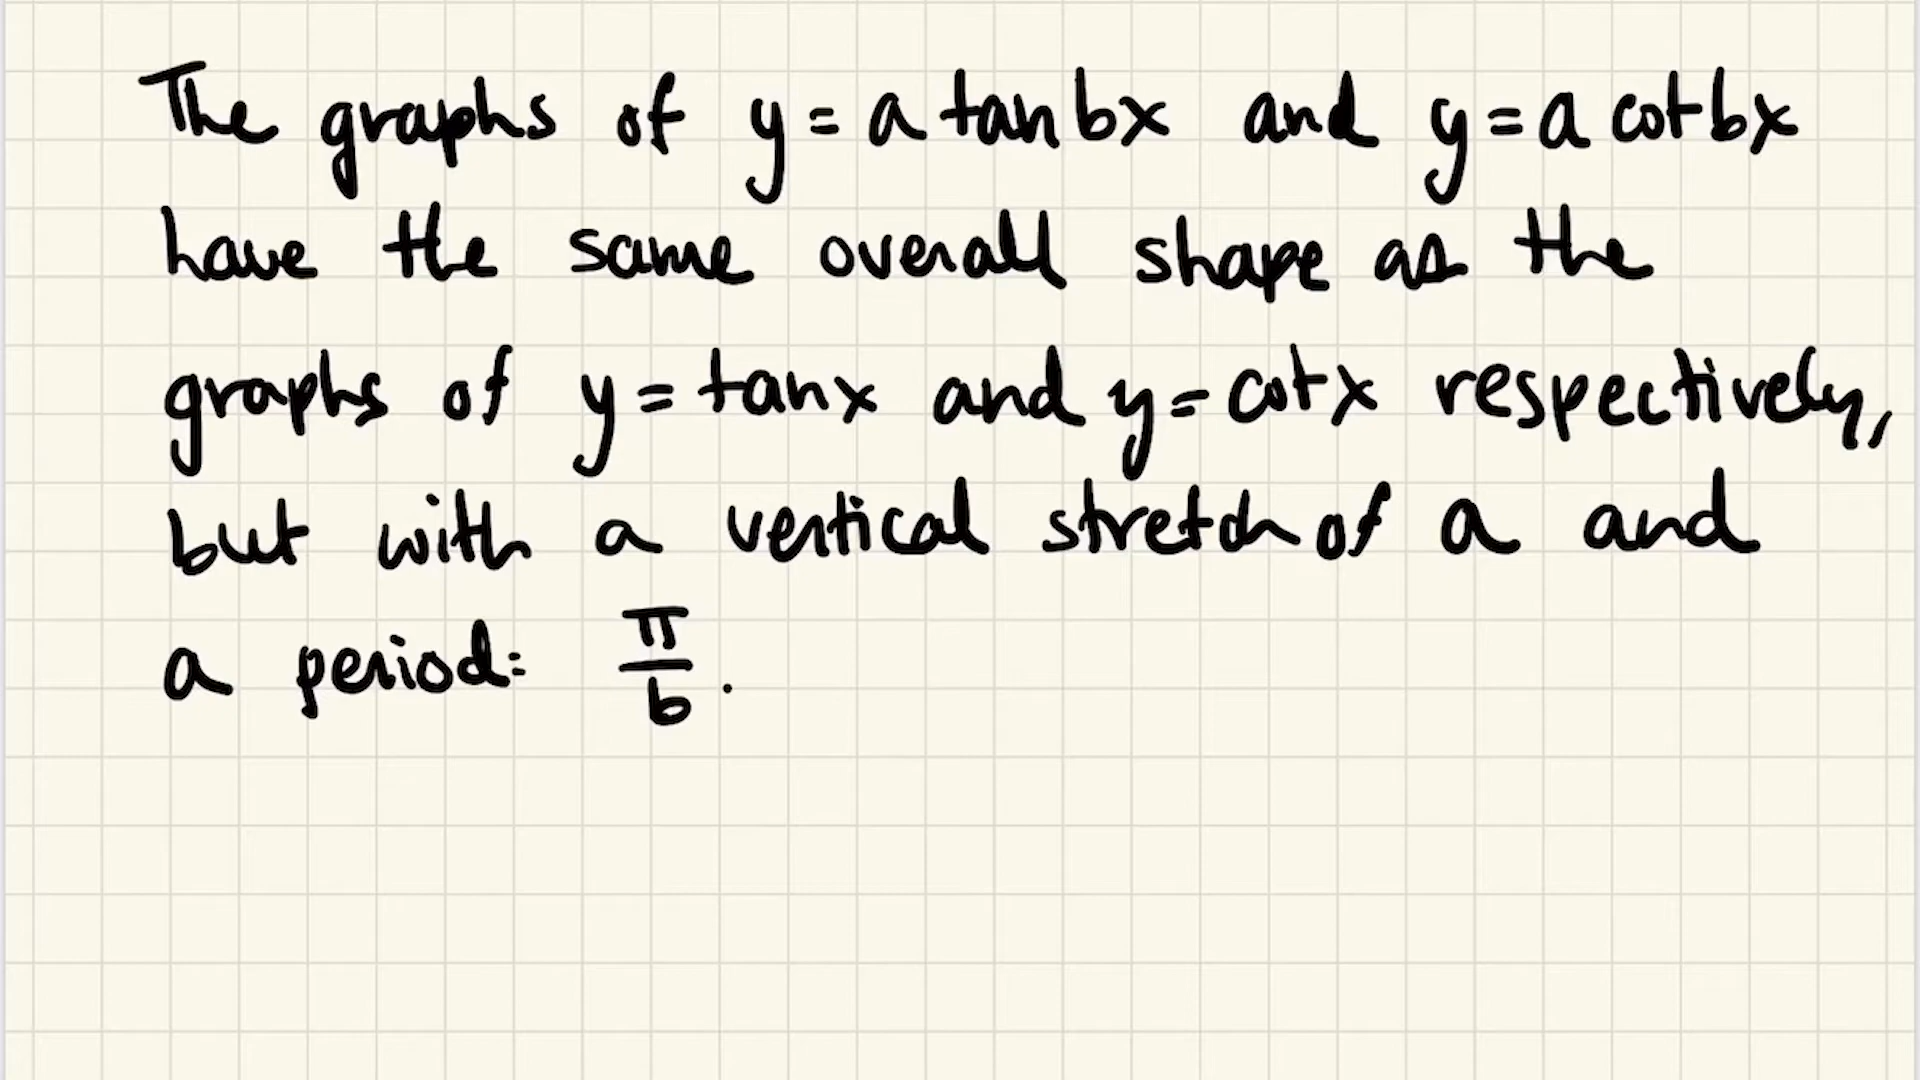 The graphs of y = a tan bx and y = a cot bx
have the same overall shape as the
graphs of y = tan x and y = cot x respectively,
but with a vertical stretch of a and
a period = π/b.